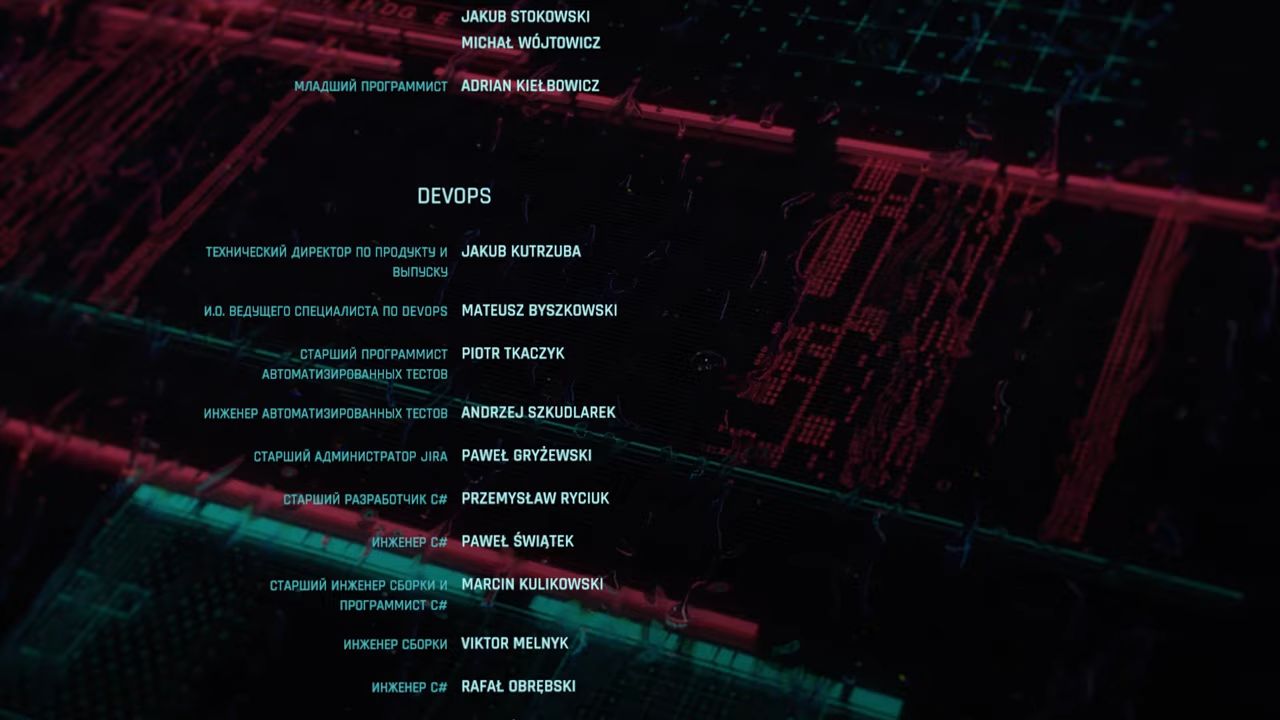 JAKUB STOKOWSKI
MICHAŁ WÓJTOWICZ
МЛАДШИЙ ПРОГРАММИСТ ADRIAN KIEŁBOWICZ
DEVOPS
ТЕХНИЧЕСКИЙ ДИРЕКТОР ПО ПРОДУКТУ И JAKUB KUTRZUBA
ВЫПУСКУ
И.О. ВЕДУЩЕГО СПЕЦИАЛИСТА ПО DEVOPS MATEUSZ BYSZKOWSKI
СТАРШИЙ ПРОГРАММИСТ PIOTR TKACZYK
АВТОМАТИЗИРОВАННЫХ ТЕСТОВ
ИНЖЕНЕР АВТОМАТИЗИРОВАННЫХ ТЕСТОВ ANDRZEJ SZKUDLAREK
СТАРШИЙ АДМИНИСТРАТОР JIRA PAWEŁ GRYŻEWSKI
СТАРШИЙ РАЗРАБОТЧИК C# PRZEMYSŁAW RYCIUK
ИНЖЕНЕР C# PAWEŁ ŚWIĄTEK
СТАРШИЙ ИНЖЕНЕР СБОРКИ И MARCIN KULIKOWSKI
ПРОГРАММИСТ C#
ИНЖЕНЕР СБОРКИ VIKTOR MELNYK
ИНЖЕНЕР C# RAFAŁ OBRĘBSKI